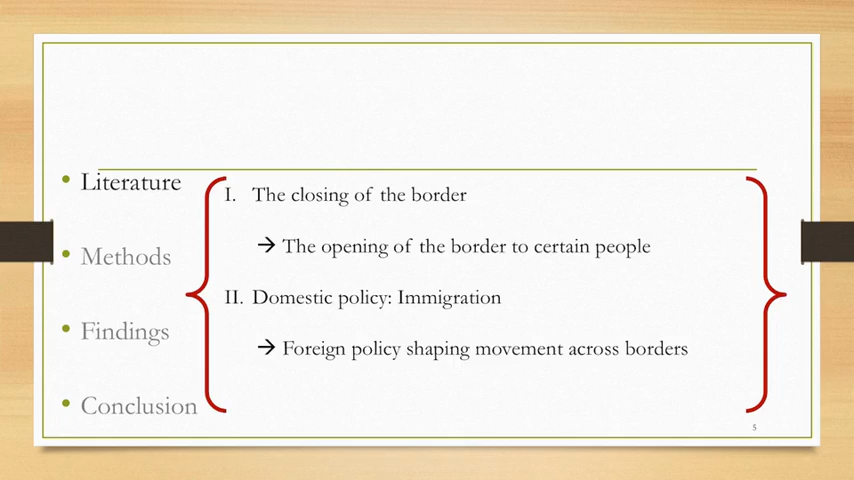 • Literature
• Methods
• Findings
• Conclusion
I. The closing of the border
→ The opening of the border to certain people
II. Domestic policy: Immigration
→ Foreign policy shaping movement across borders
5